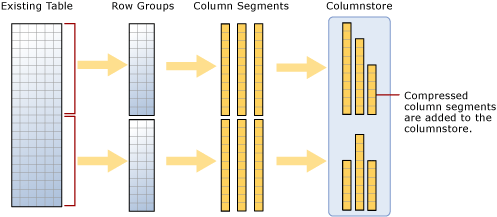 Existing Table
Row Groups
Column Segments
Columnstore
Compressed
column segments
are added to the
columnstore.